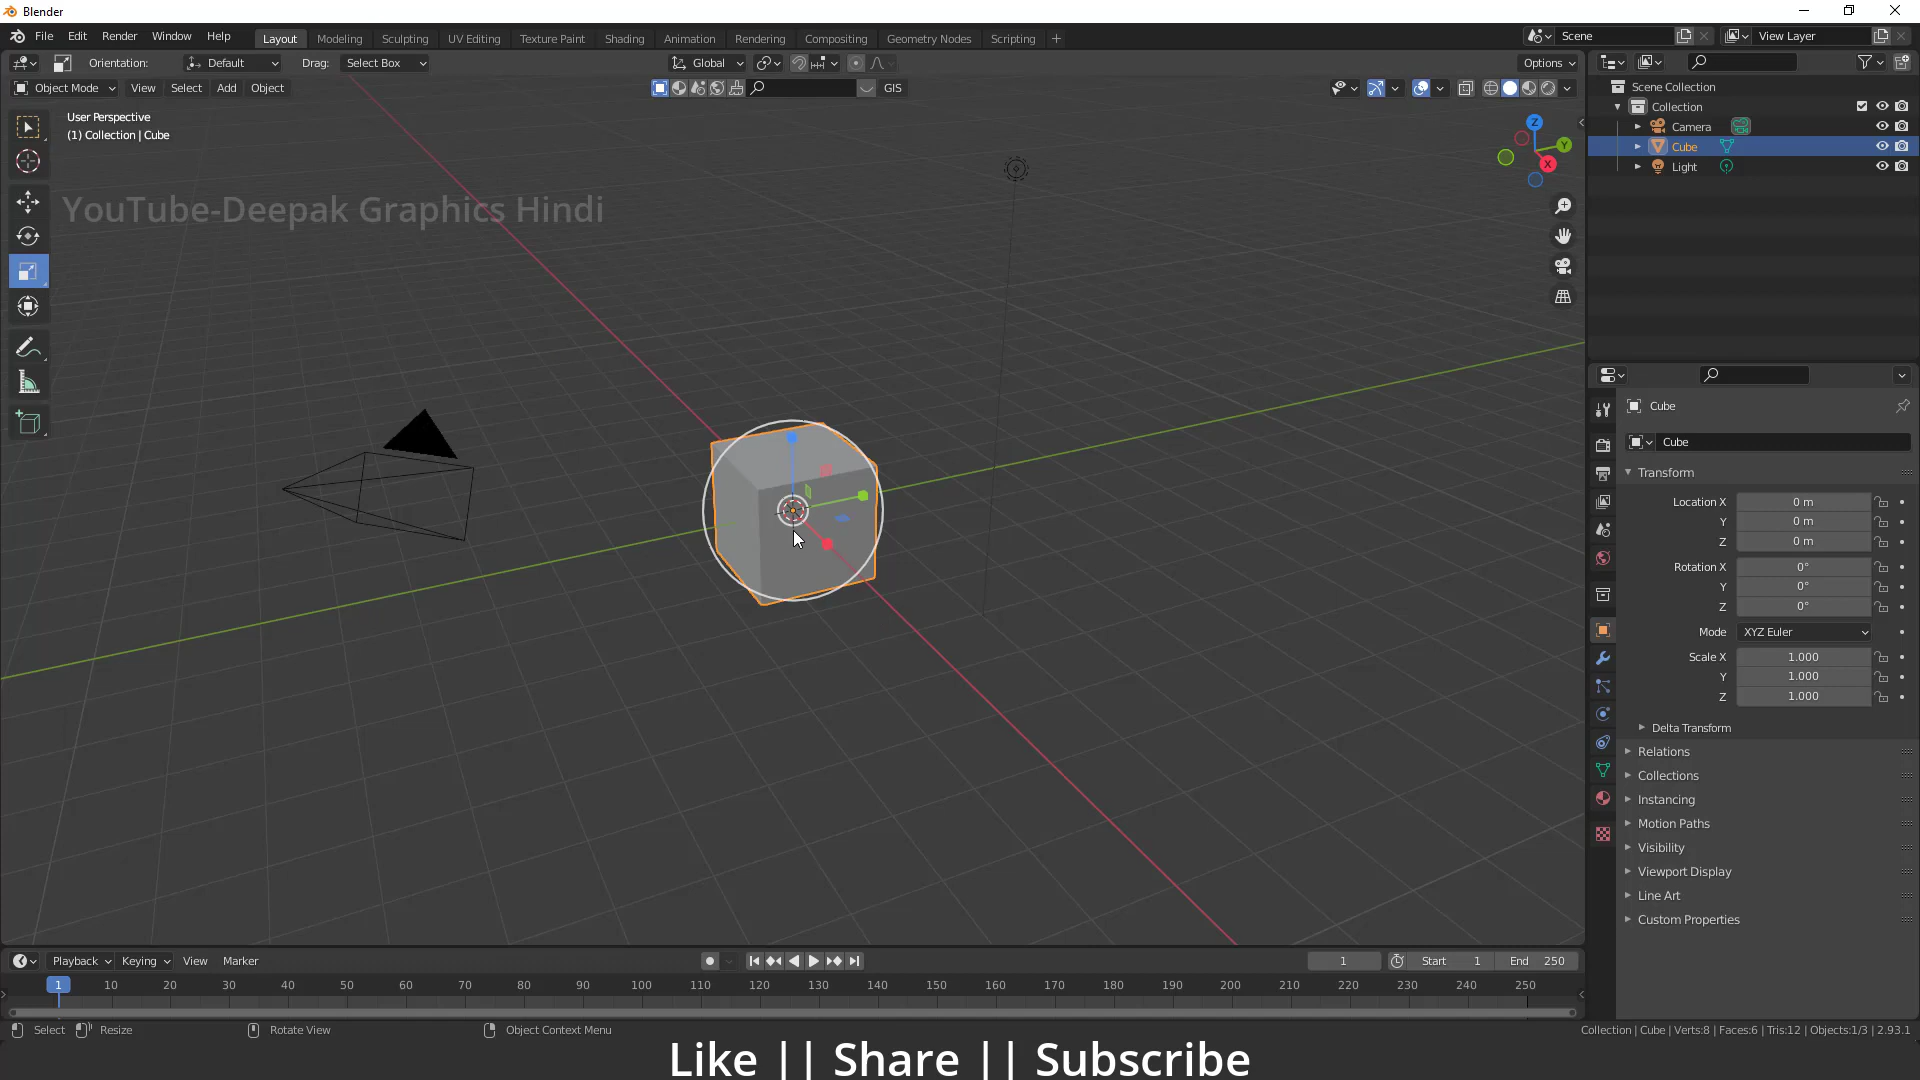 Blender
File Edit Render Window Help
Layout Modeling Sculpting UV Editing Texture Paint Shading Animation Rendering Compositing Geometry Nodes Scripting +
Scene
View Layer
Orientation: Default Drag: Select Box
Global
Options
Object Mode View Select Add Object
GIS
User Perspective
(1) Collection | Cube
YouTube-Deepak Graphics Hindi
Z
Y
X
Scene Collection
Collection
Camera
Cube
Light
Cube
Cube
Transform
Location X 0 m
Y 0 m
Z 0 m
Rotation X 0°
Y 0°
Z 0°
Mode XYZ Euler
Scale X 1.000
Y 1.000
Z 1.000
Delta Transform
Relations
Collections
Instancing
Motion Paths
Visibility
Viewport Display
Line Art
Custom Properties
Playback Keying View Marker
1 Start 1 End 250
1 10 20 30 40 50 60 70 80 90 100 110 120 130 140 150 160 170 180 190 200 210 220 230 240 250
Select Resize Rotate View Object Context Menu
Collection | Cube | Verts:8 | Faces:6 | Tris:12 | Objects:1/3 | 2.93.1
Like || Share || Subscribe